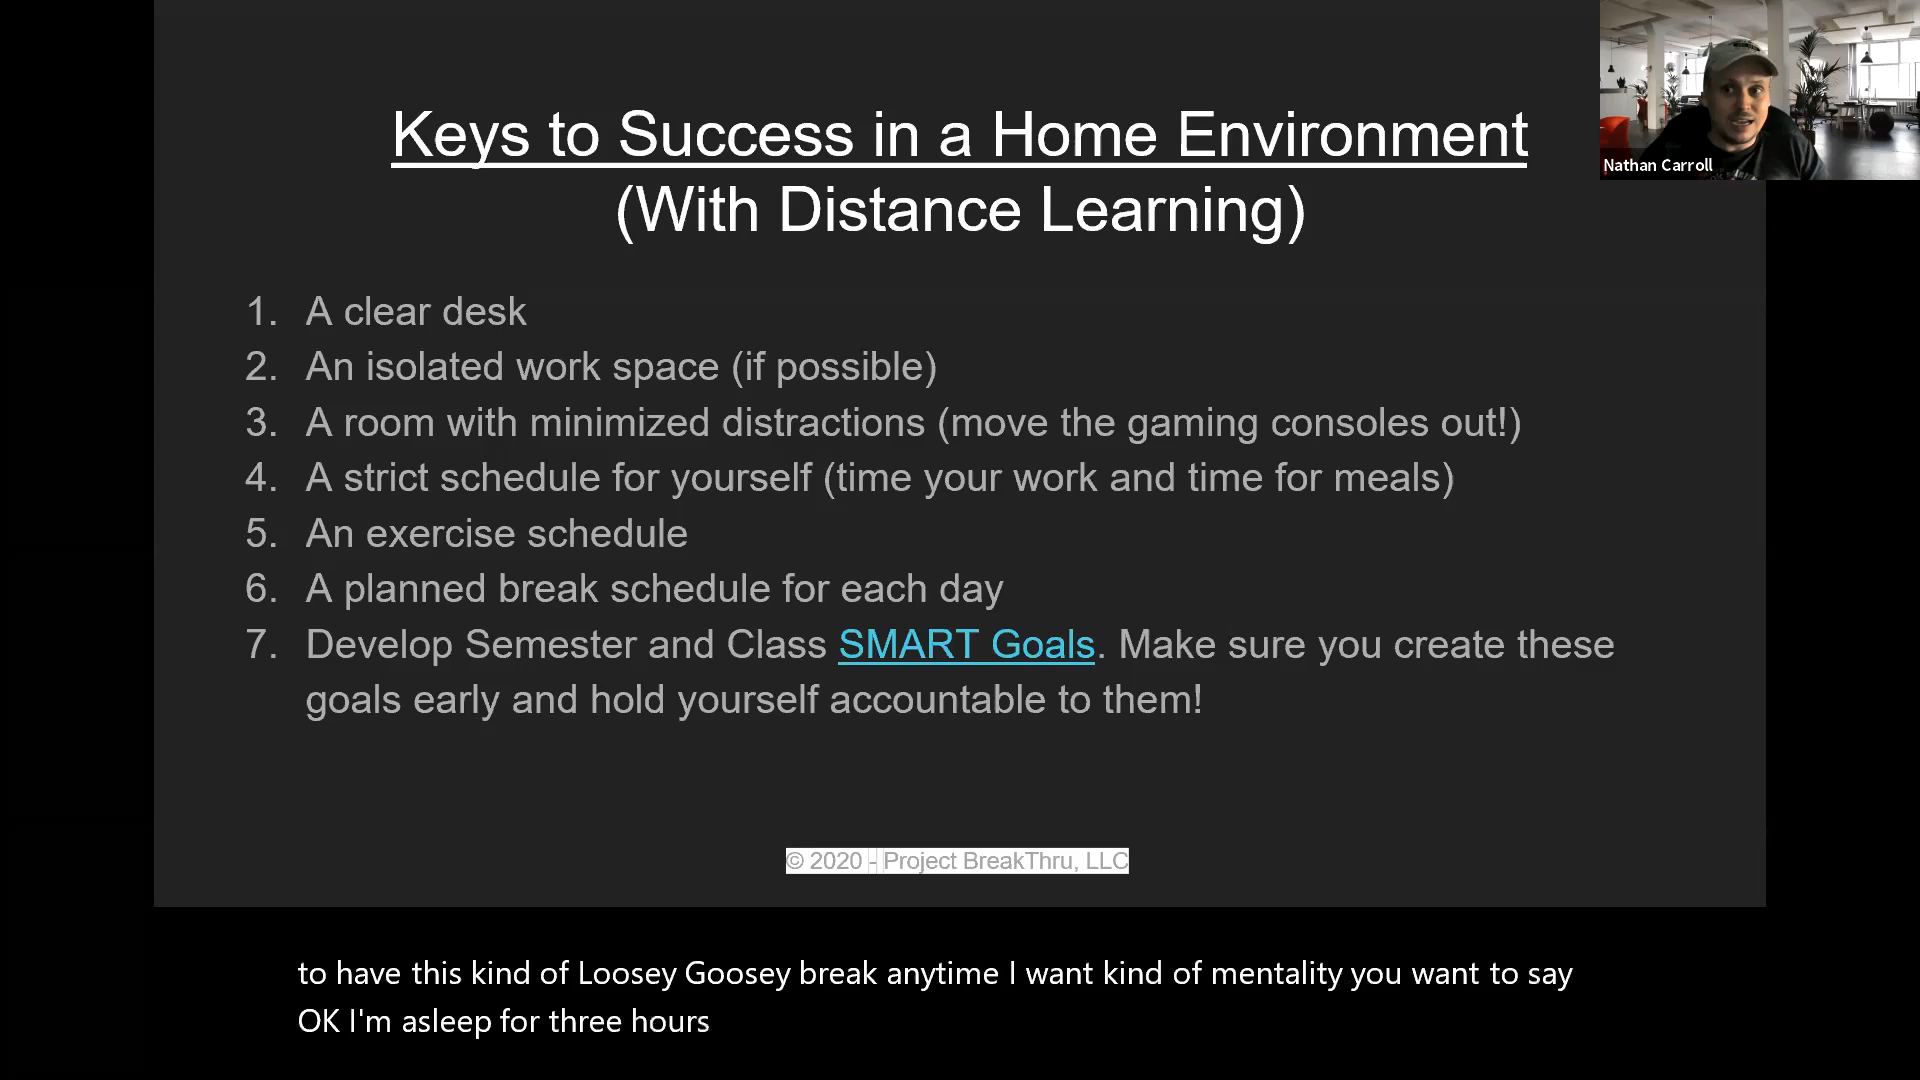 Keys to Success in a Home Environment
(With Distance Learning)
Nathan Carroll
1. A clear desk
2. An isolated work space (if possible)
3. A room with minimized distractions (move the gaming consoles out!)
4. A strict schedule for yourself (time your work and time for meals)
5. An exercise schedule
6. A planned break schedule for each day
7. Develop Semester and Class SMART Goals. Make sure you create these
goals early and hold yourself accountable to them!
© 2020 - Project BreakThru, LLC
to have this kind of Loosey Goosey break anytime I want kind of mentality you want to say
OK I'm asleep for three hours